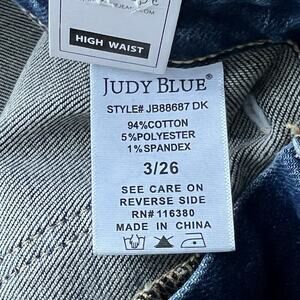 HIGH WAIST
JUDY BLUE®
STYLE# JB88687 DK
94%COTTON
5%POLYESTER
1%SPANDEX
3/26
SEE CARE ON
REVERSE SIDE
RN# 116380
MADE IN CHINA